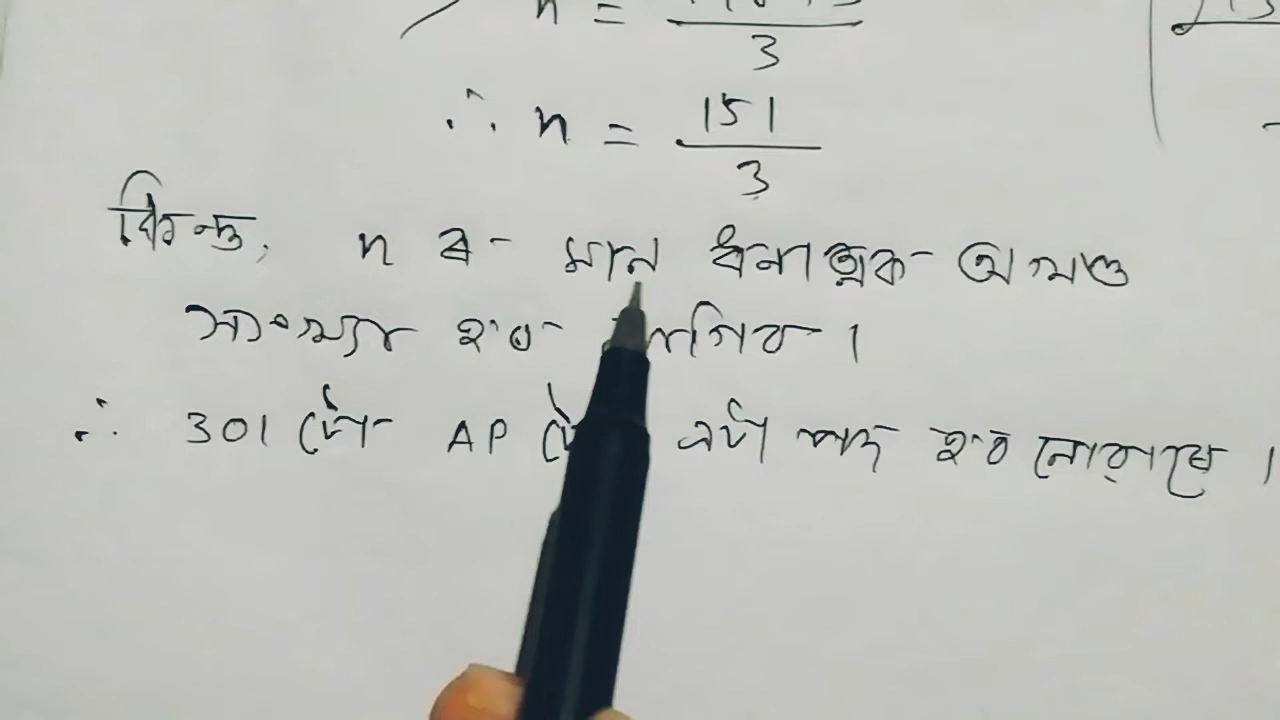 n = 3
∴ n = 151/3
কিন্তু, n ৰ মান ধনাত্মক অখণ্ড
সংখ্যা হ'ব লাগিব।
∴ 301 টো AP টোৰ এটা পদ হ'ব নোৱাৰে।